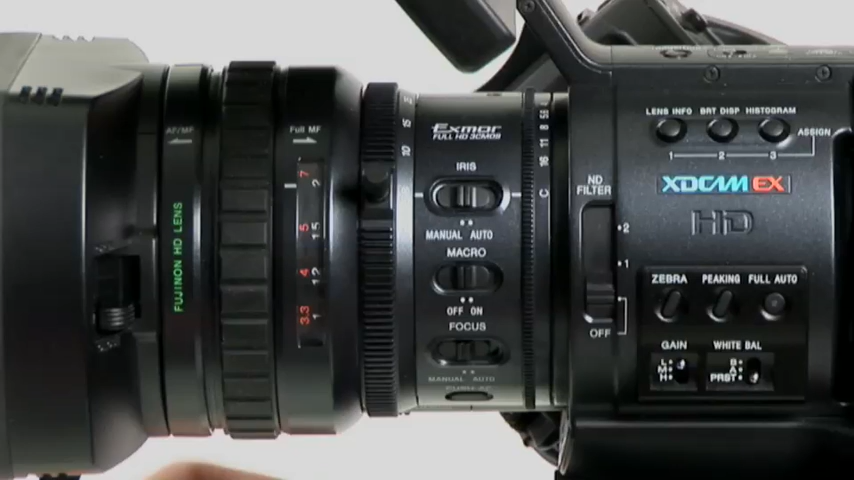 AF/MF
FUJINON HD LENS
Full MF
7
2
5
1.5
4
1.2
3.3
1
15
10
Exmor
FULL HD 3CMOS
IRIS
MANUAL AUTO
MACRO
OFF ON
FOCUS
MANUAL AUTO
PUSH AF
5.6
8
11
16
C
ND
FILTER
2
1
OFF
LENS INFO BRT DISP HISTOGRAM
ASSIGN
1 2 3
XDCAM EX
HD
ZEBRA PEAKING FULL AUTO
GAIN WHITE BAL
L
M
H
B
A
PRST